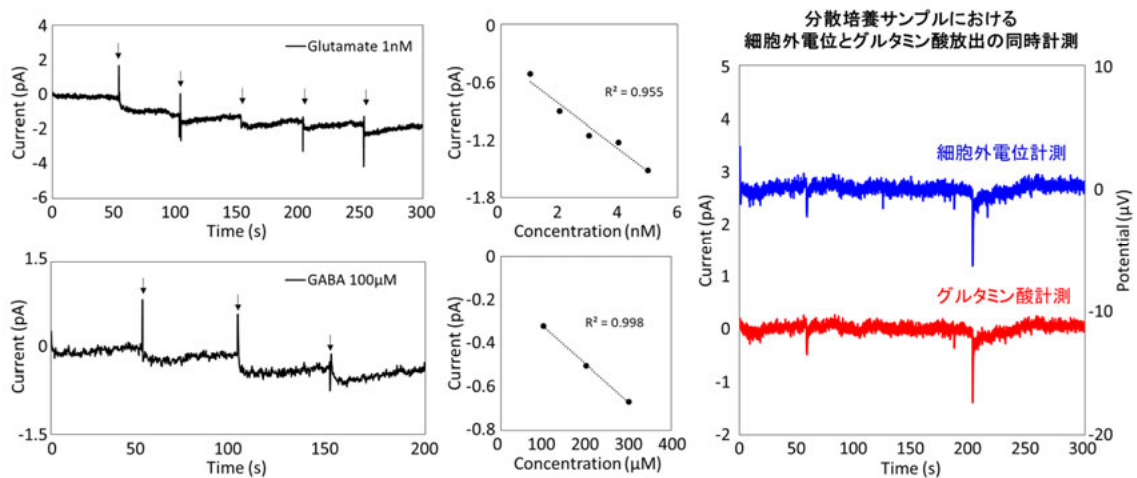 4
2
0
-2
-4
-6
Current (pA)
Glutamate 1nM
0 50 100 150 200 250 300
Time (s)
0
-0.6
-1.2
-1.8
Current (pA)
R² = 0.955
0 2 4 6
Concentration (nM)
1.5
0
-1.5
Current (pA)
GABA 100μM
0 50 100 150 200
Time (s)
0
-0.2
-0.4
-0.6
-0.8
Current (pA)
R² = 0.998
0 100 200 300 400
Concentration (μM)
分散培養サンプルにおける
細胞外電位とグルタミン酸放出の同時計測
5
4
3
2
1
0
-1
-2
Current (pA)
細胞外電位計測
グルタミン酸計測
10
0
-10
-20
Potential (μV)
0 50 100 150 200 250 300
Time (s)